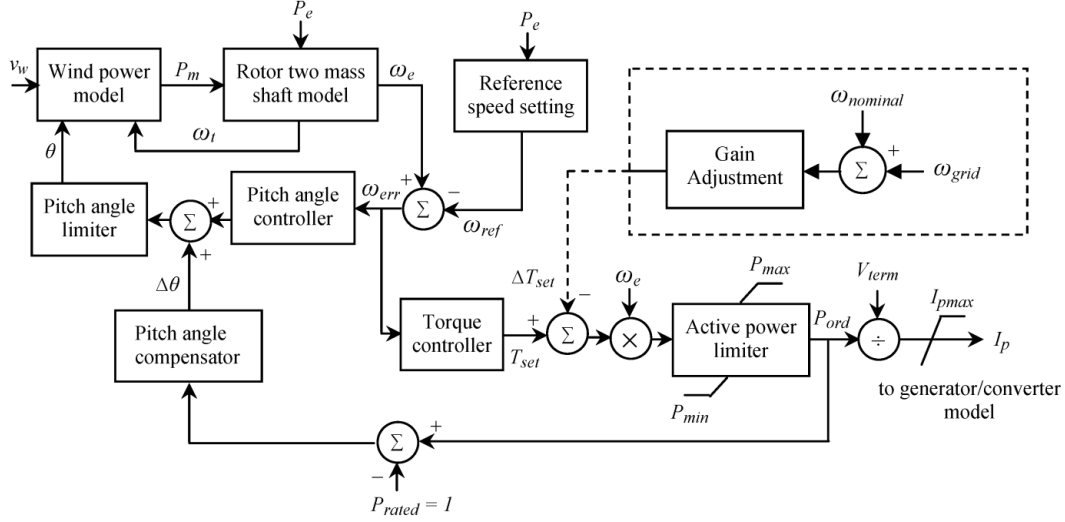 P_e
P_e
v_w
Wind power
model
P_m
Rotor two mass
shaft model
ω_e
Reference
speed setting
ω_nominal
ω_t
θ
Gain
Adjustment
Σ
+
ω_grid
Pitch angle
limiter
Σ
+
+
Pitch angle
controller
ω_err
+
−
Σ
ω_ref
Δθ
ΔT_set
−
ω_e
P_max
V_term
I_pmax
Pitch angle
compensator
Torque
controller
+
T_set
Σ
×
Active power
limiter
P_ord
÷
I_p
P_min
to generator/converter
model
Σ
+
−
P_rated = 1